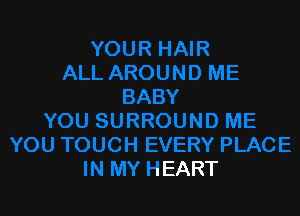 YOUR HAIR
ALL AROUND ME
BABY
YOU SURROUND ME
YOU TOUCH EVERY PLACE
IN MY HEART